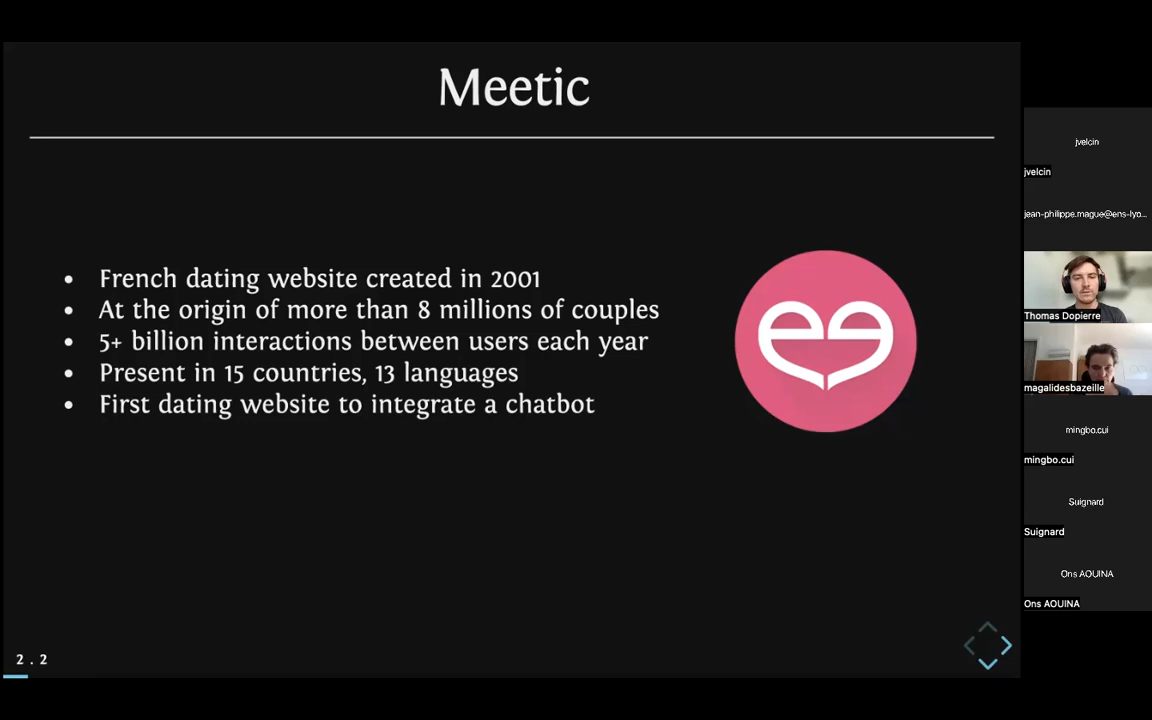 Meetic
• French dating website created in 2001
• At the origin of more than 8 millions of couples
• 5+ billion interactions between users each year
• Present in 15 countries, 13 languages
• First dating website to integrate a chatbot
2 . 2
jvelcin
jvelcin
jean-philippe.mague@ens-lyo...
Thomas Dopierre
magalidesbazeille
mingbo.cui
mingbo.cui
Suignard
Suignard
Ons AOUINA
Ons AOUINA